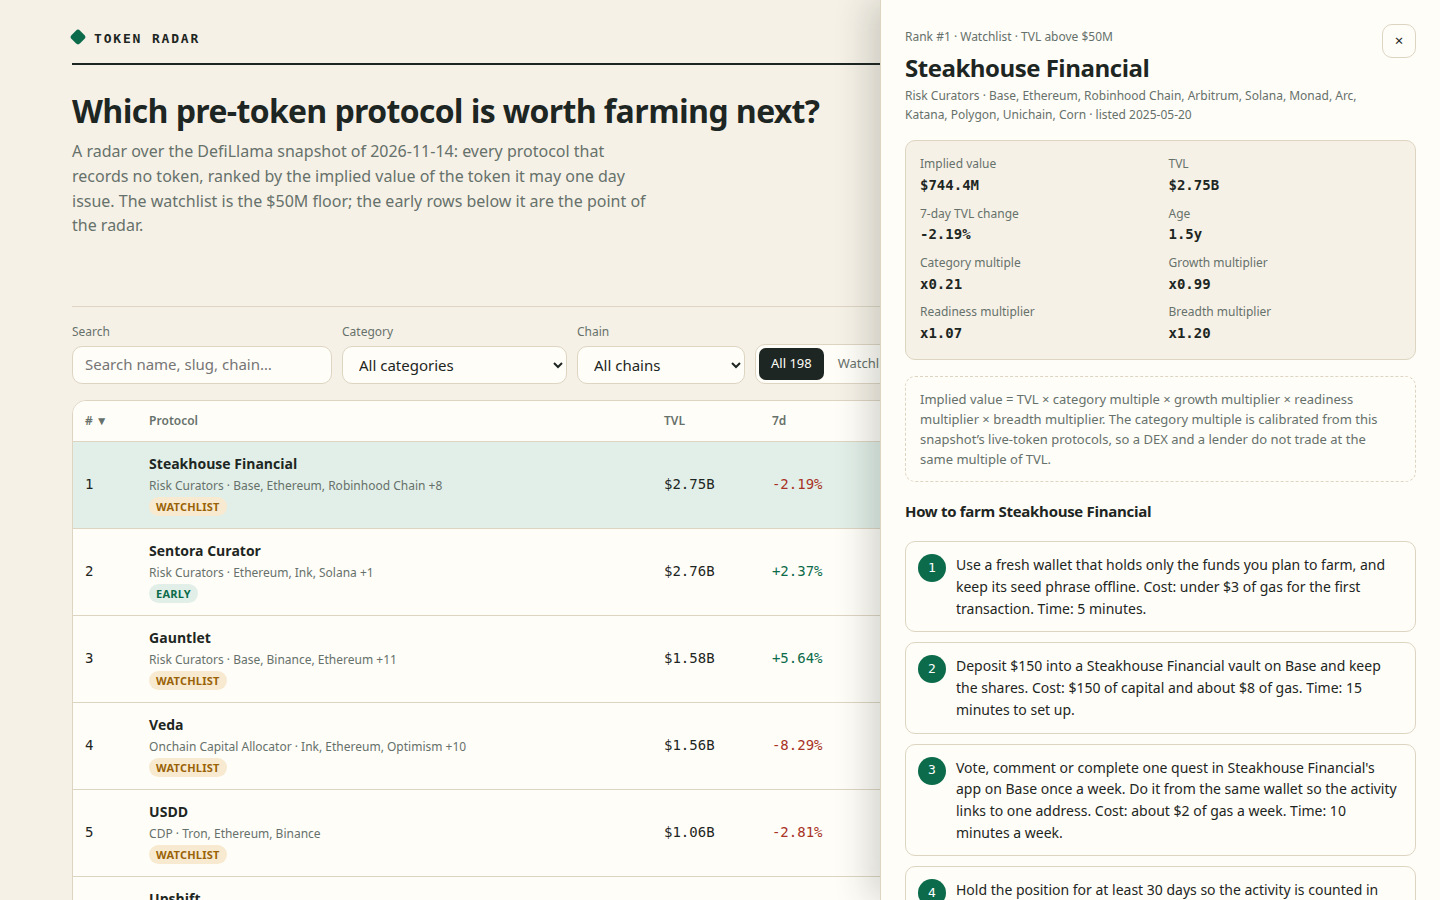 TOKEN RADAR
Which pre-token protocol is worth farming next?
A radar over the DefiLlama snapshot of 2026-11-14: every protocol that
records no token, ranked by the implied value of the token it may one day
issue. The watchlist is the $50M floor; the early rows below it are the point of
the radar.
Search
Category
Chain
Search name, slug, chain...
All categories
All chains
All 198
Watchl
# ▼
Protocol
TVL
7d
1
Steakhouse Financial
Risk Curators · Base, Ethereum, Robinhood Chain +8
WATCHLIST
$2.75B
-2.19%
2
Sentora Curator
Risk Curators · Ethereum, Ink, Solana +1
EARLY
$2.76B
+2.37%
3
Gauntlet
Risk Curators · Base, Binance, Ethereum +11
WATCHLIST
$1.58B
+5.64%
4
Veda
Onchain Capital Allocator · Ink, Ethereum, Optimism +10
WATCHLIST
$1.56B
-8.29%
5
USDD
CDP · Tron, Ethereum, Binance
WATCHLIST
$1.06B
-2.81%
Upshift
Rank #1 · Watchlist · TVL above $50M
×
Steakhouse Financial
Risk Curators · Base, Ethereum, Robinhood Chain, Arbitrum, Solana, Monad, Arc,
Katana, Polygon, Unichain, Corn · listed 2025-05-20
Implied value
$744.4M
TVL
$2.75B
7-day TVL change
-2.19%
Age
1.5y
Category multiple
x0.21
Growth multiplier
x0.99
Readiness multiplier
x1.07
Breadth multiplier
x1.20
Implied value = TVL × category multiple × growth multiplier × readiness
multiplier × breadth multiplier. The category multiple is calibrated from this
snapshot's live-token protocols, so a DEX and a lender do not trade at the
same multiple of TVL.
How to farm Steakhouse Financial
1
Use a fresh wallet that holds only the funds you plan to farm, and
keep its seed phrase offline. Cost: under $3 of gas for the first
transaction. Time: 5 minutes.
2
Deposit $150 into a Steakhouse Financial vault on Base and keep
the shares. Cost: $150 of capital and about $8 of gas. Time: 15
minutes to set up.
3
Vote, comment or complete one quest in Steakhouse Financial's
app on Base once a week. Do it from the same wallet so the activity
links to one address. Cost: about $2 of gas a week. Time: 10
minutes a week.
4
Hold the position for at least 30 days so the activity is counted in